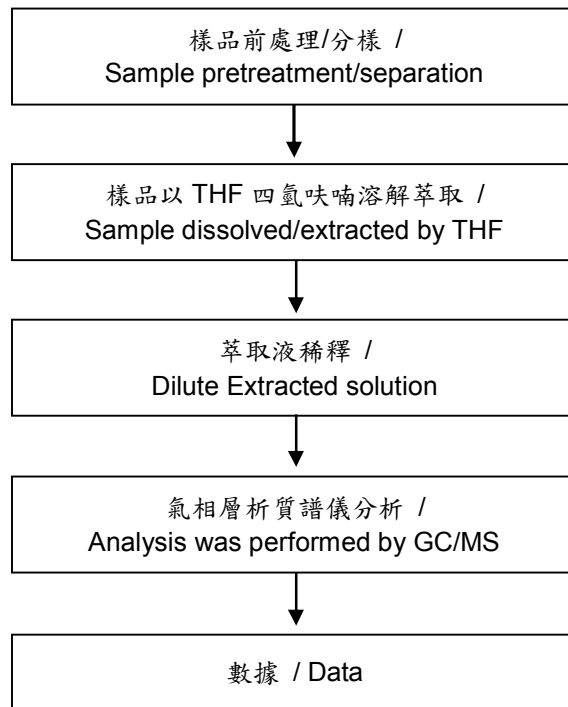 樣品前處理/分樣 /
Sample pretreatment/separation
樣品以 THF 四氫呋喃溶解萃取 /
Sample dissolved/extracted by THF
萃取液稀釋 /
Dilute Extracted solution
氣相層析質譜儀分析 /
Analysis was performed by GC/MS
數據 / Data